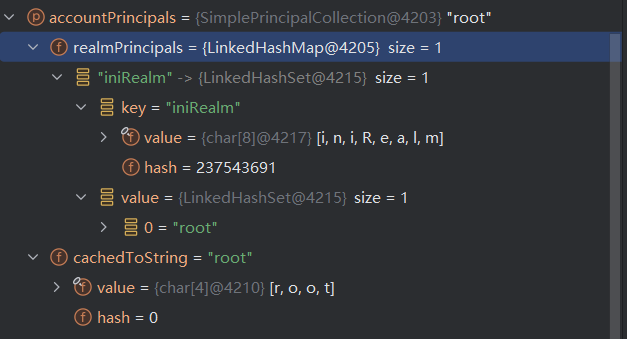 accountPrincipals = {SimplePrincipalCollection@4203} "root"
realmPrincipals = {LinkedHashMap@4205} size = 1
"iniRealm" -> {LinkedHashSet@4215} size = 1
key = "iniRealm"
value = {char[8]@4217} [i, n, i, R, e, a, l, m]
hash = 237543691
value = {LinkedHashSet@4215} size = 1
0 = "root"
cachedToString = "root"
value = {char[4]@4210} [r, o, o, t]
hash = 0